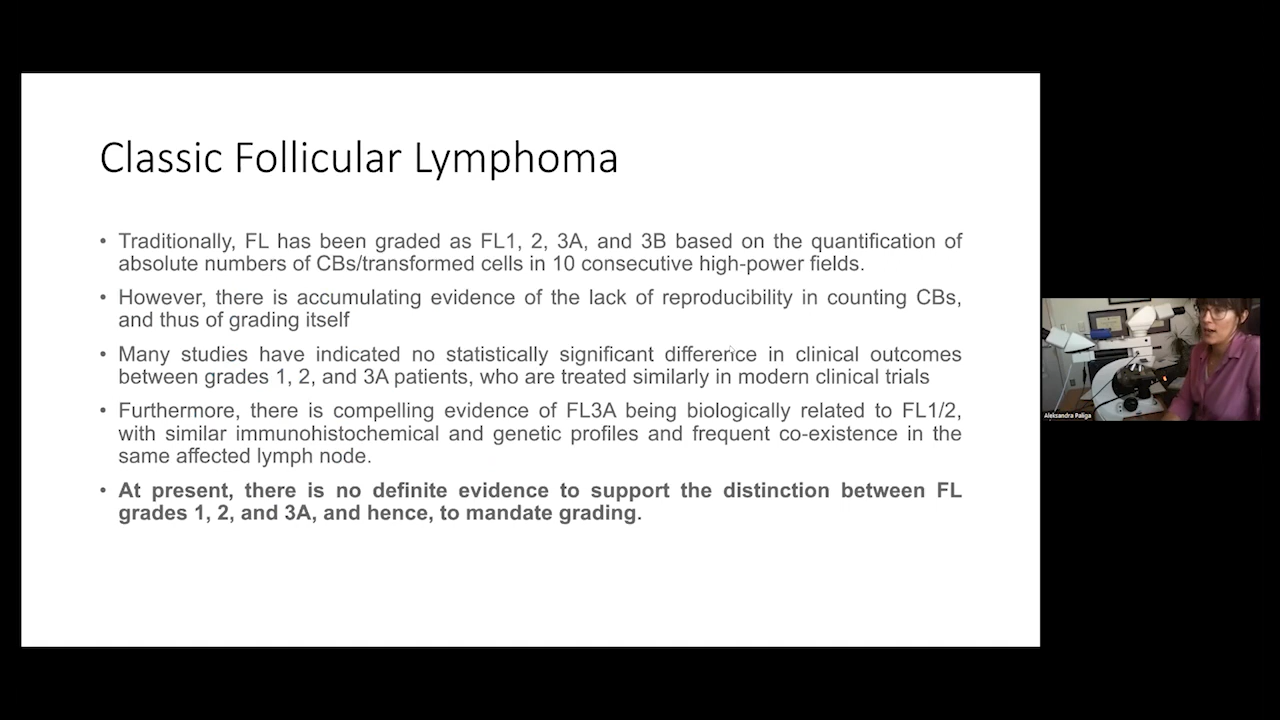 Classic Follicular Lymphoma
• Traditionally, FL has been graded as FL1, 2, 3A, and 3B based on the quantification of
absolute numbers of CBs/transformed cells in 10 consecutive high-power fields.
• However, there is accumulating evidence of the lack of reproducibility in counting CBs,
and thus of grading itself
• Many studies have indicated no statistically significant difference in clinical outcomes
between grades 1, 2, and 3A patients, who are treated similarly in modern clinical trials
• Furthermore, there is compelling evidence of FL3A being biologically related to FL1/2,
with similar immunohistochemical and genetic profiles and frequent co-existence in the
same affected lymph node.
• At present, there is no definite evidence to support the distinction between FL
grades 1, 2, and 3A, and hence, to mandate grading.
Aleksandra Paliga